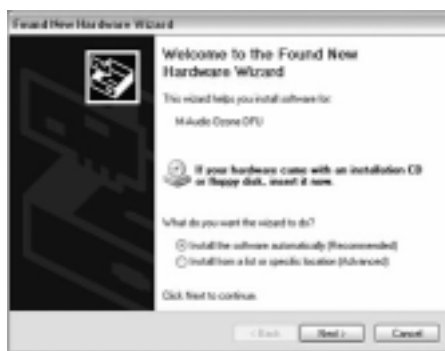 Found New Hardware Wizard
Welcome to the Found New
Hardware Wizard
This wizard helps you install software for:
M-Audio Ozone DFU
If your hardware came with an installation CD
or floppy disk, insert it now.
What do you want the wizard to do?
Install the software automatically (Recommended)
Install from a list or specific location (Advanced)
Click Next to continue.
< Back Next > Cancel